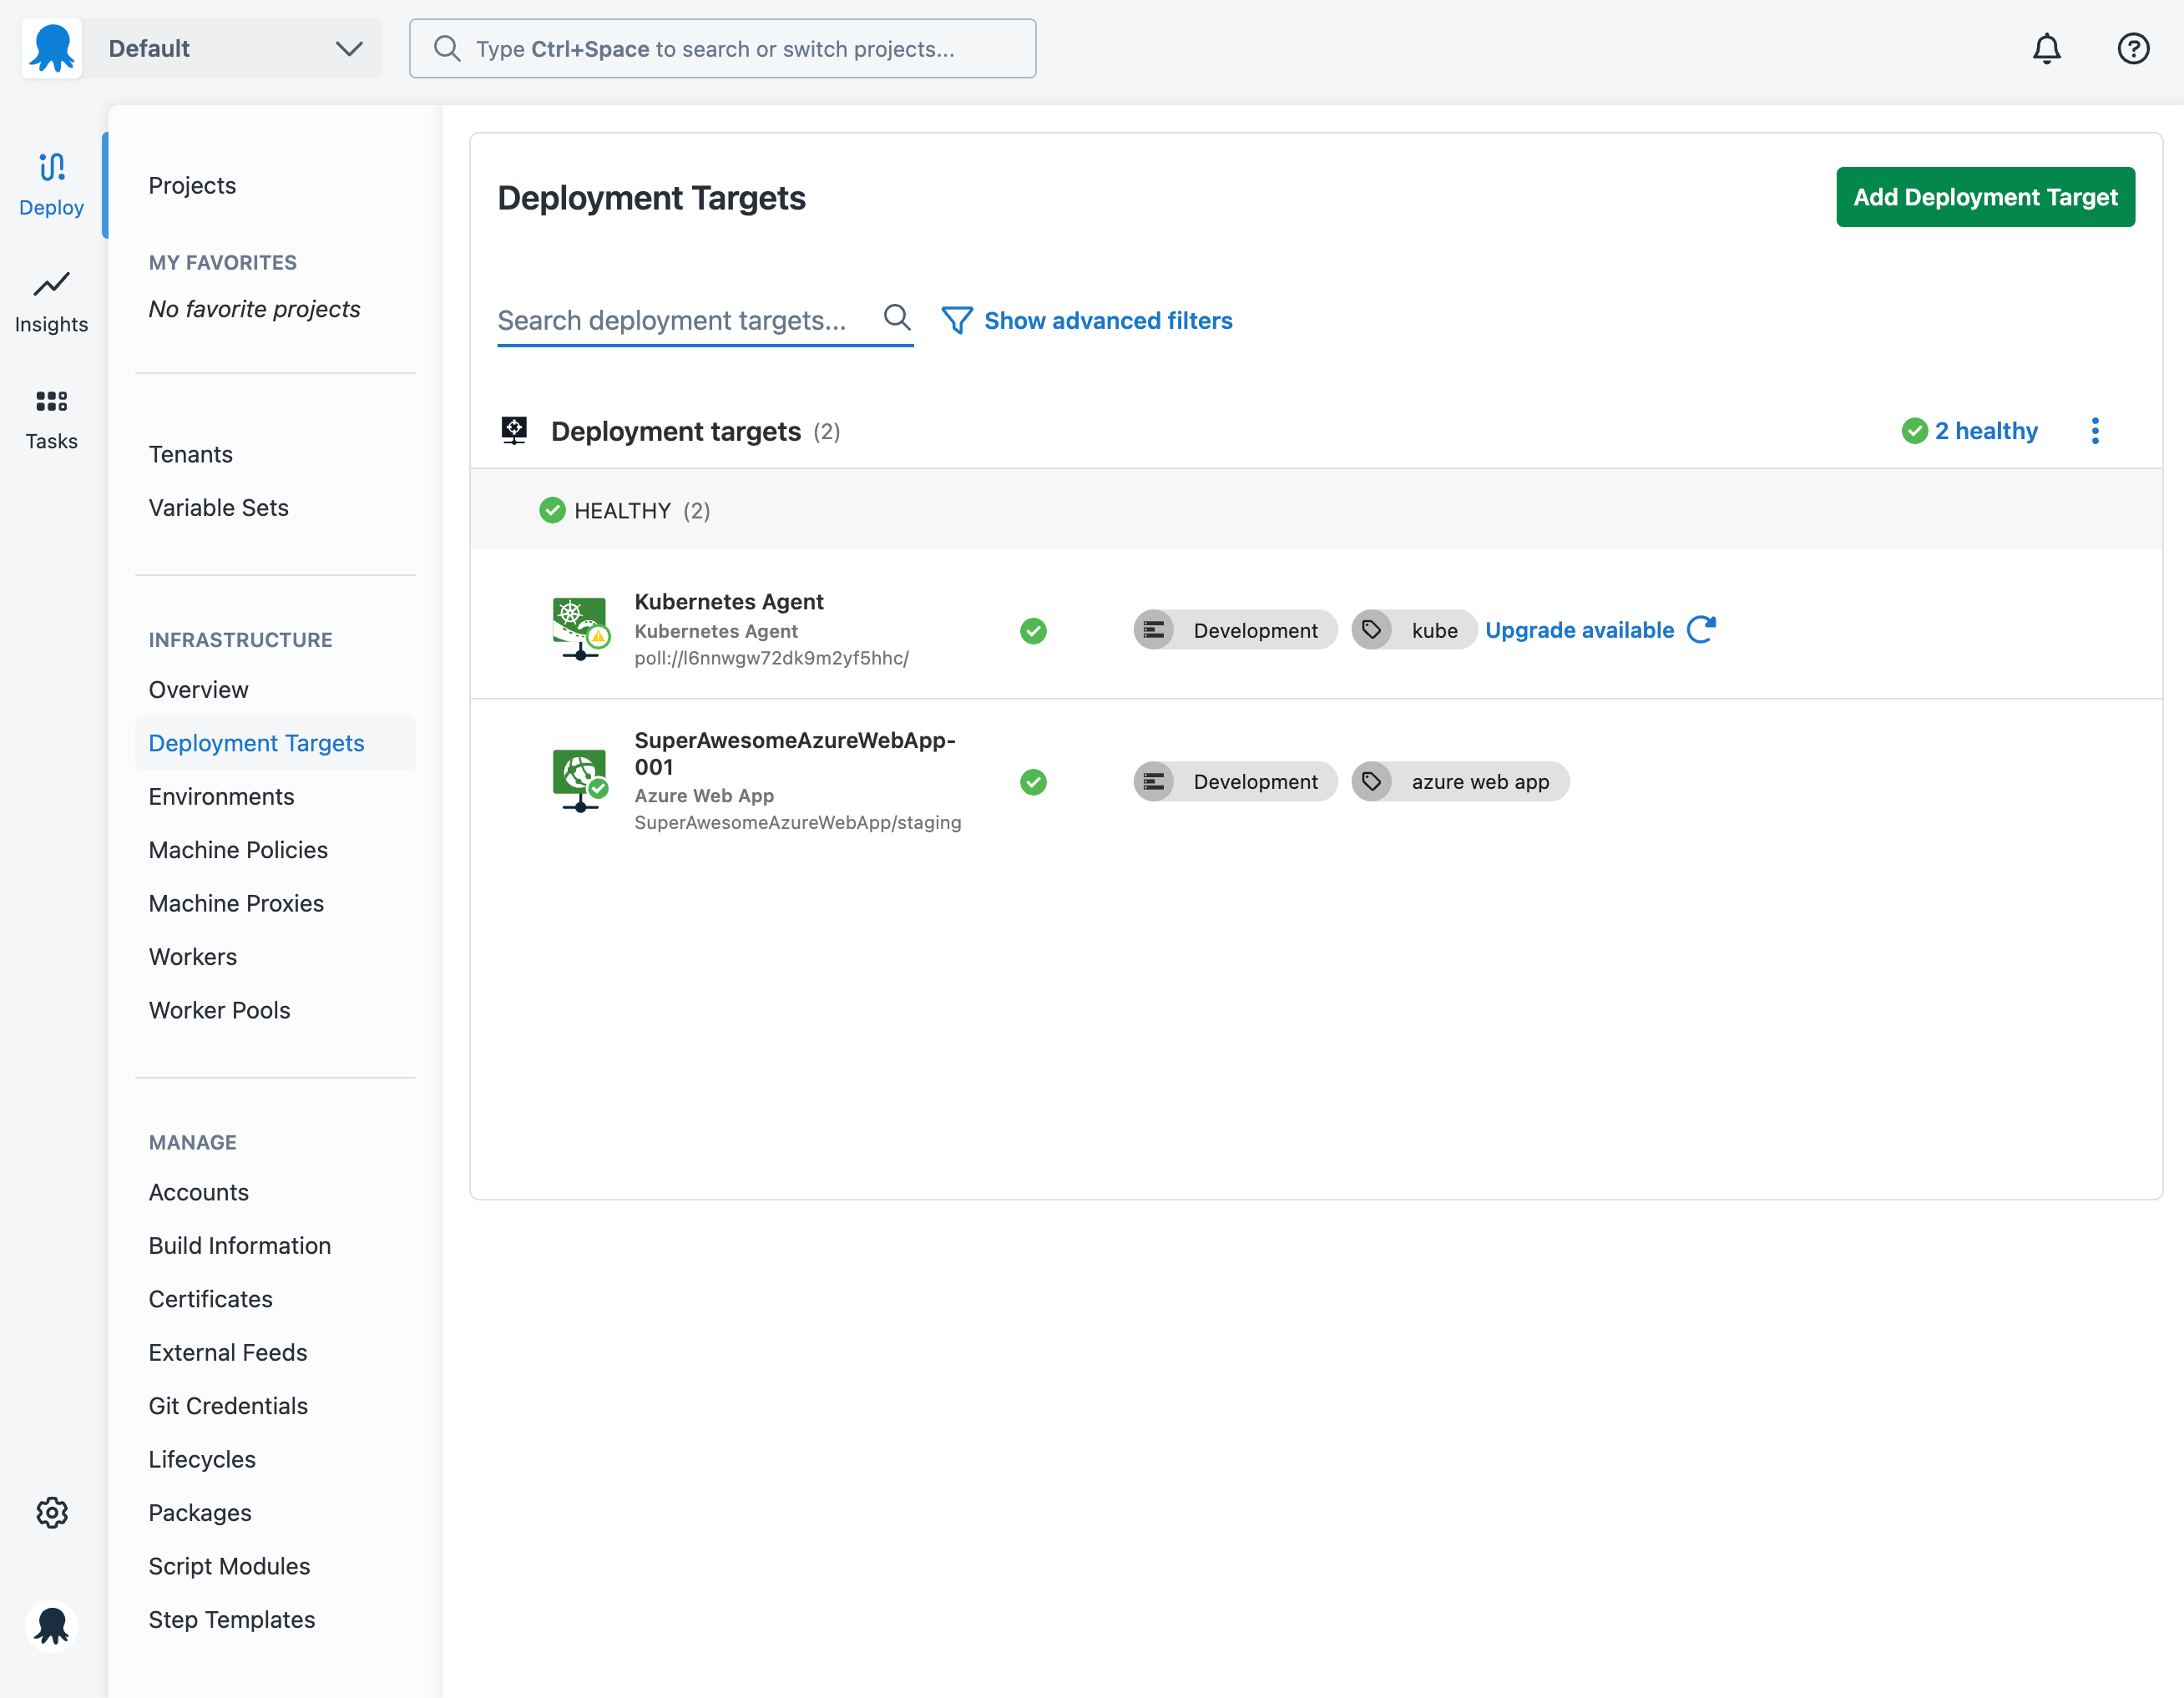 Default
Type Ctrl+Space to search or switch projects...
Deploy
Insights
Tasks
Projects
MY FAVORITES
No favorite projects
Tenants
Variable Sets
INFRASTRUCTURE
Overview
Deployment Targets
Environments
Machine Policies
Machine Proxies
Workers
Worker Pools
MANAGE
Accounts
Build Information
Certificates
External Feeds
Git Credentials
Lifecycles
Packages
Script Modules
Step Templates
Deployment Targets
Add Deployment Target
Search deployment targets...
Show advanced filters
Deployment targets (2)
2 healthy
HEALTHY (2)
Kubernetes Agent
Kubernetes Agent
poll://l6nnwgw72dk9m2yf5hhc/
Development
kube
Upgrade available
SuperAwesomeAzureWebApp-
001
Azure Web App
SuperAwesomeAzureWebApp/staging
Development
azure web app